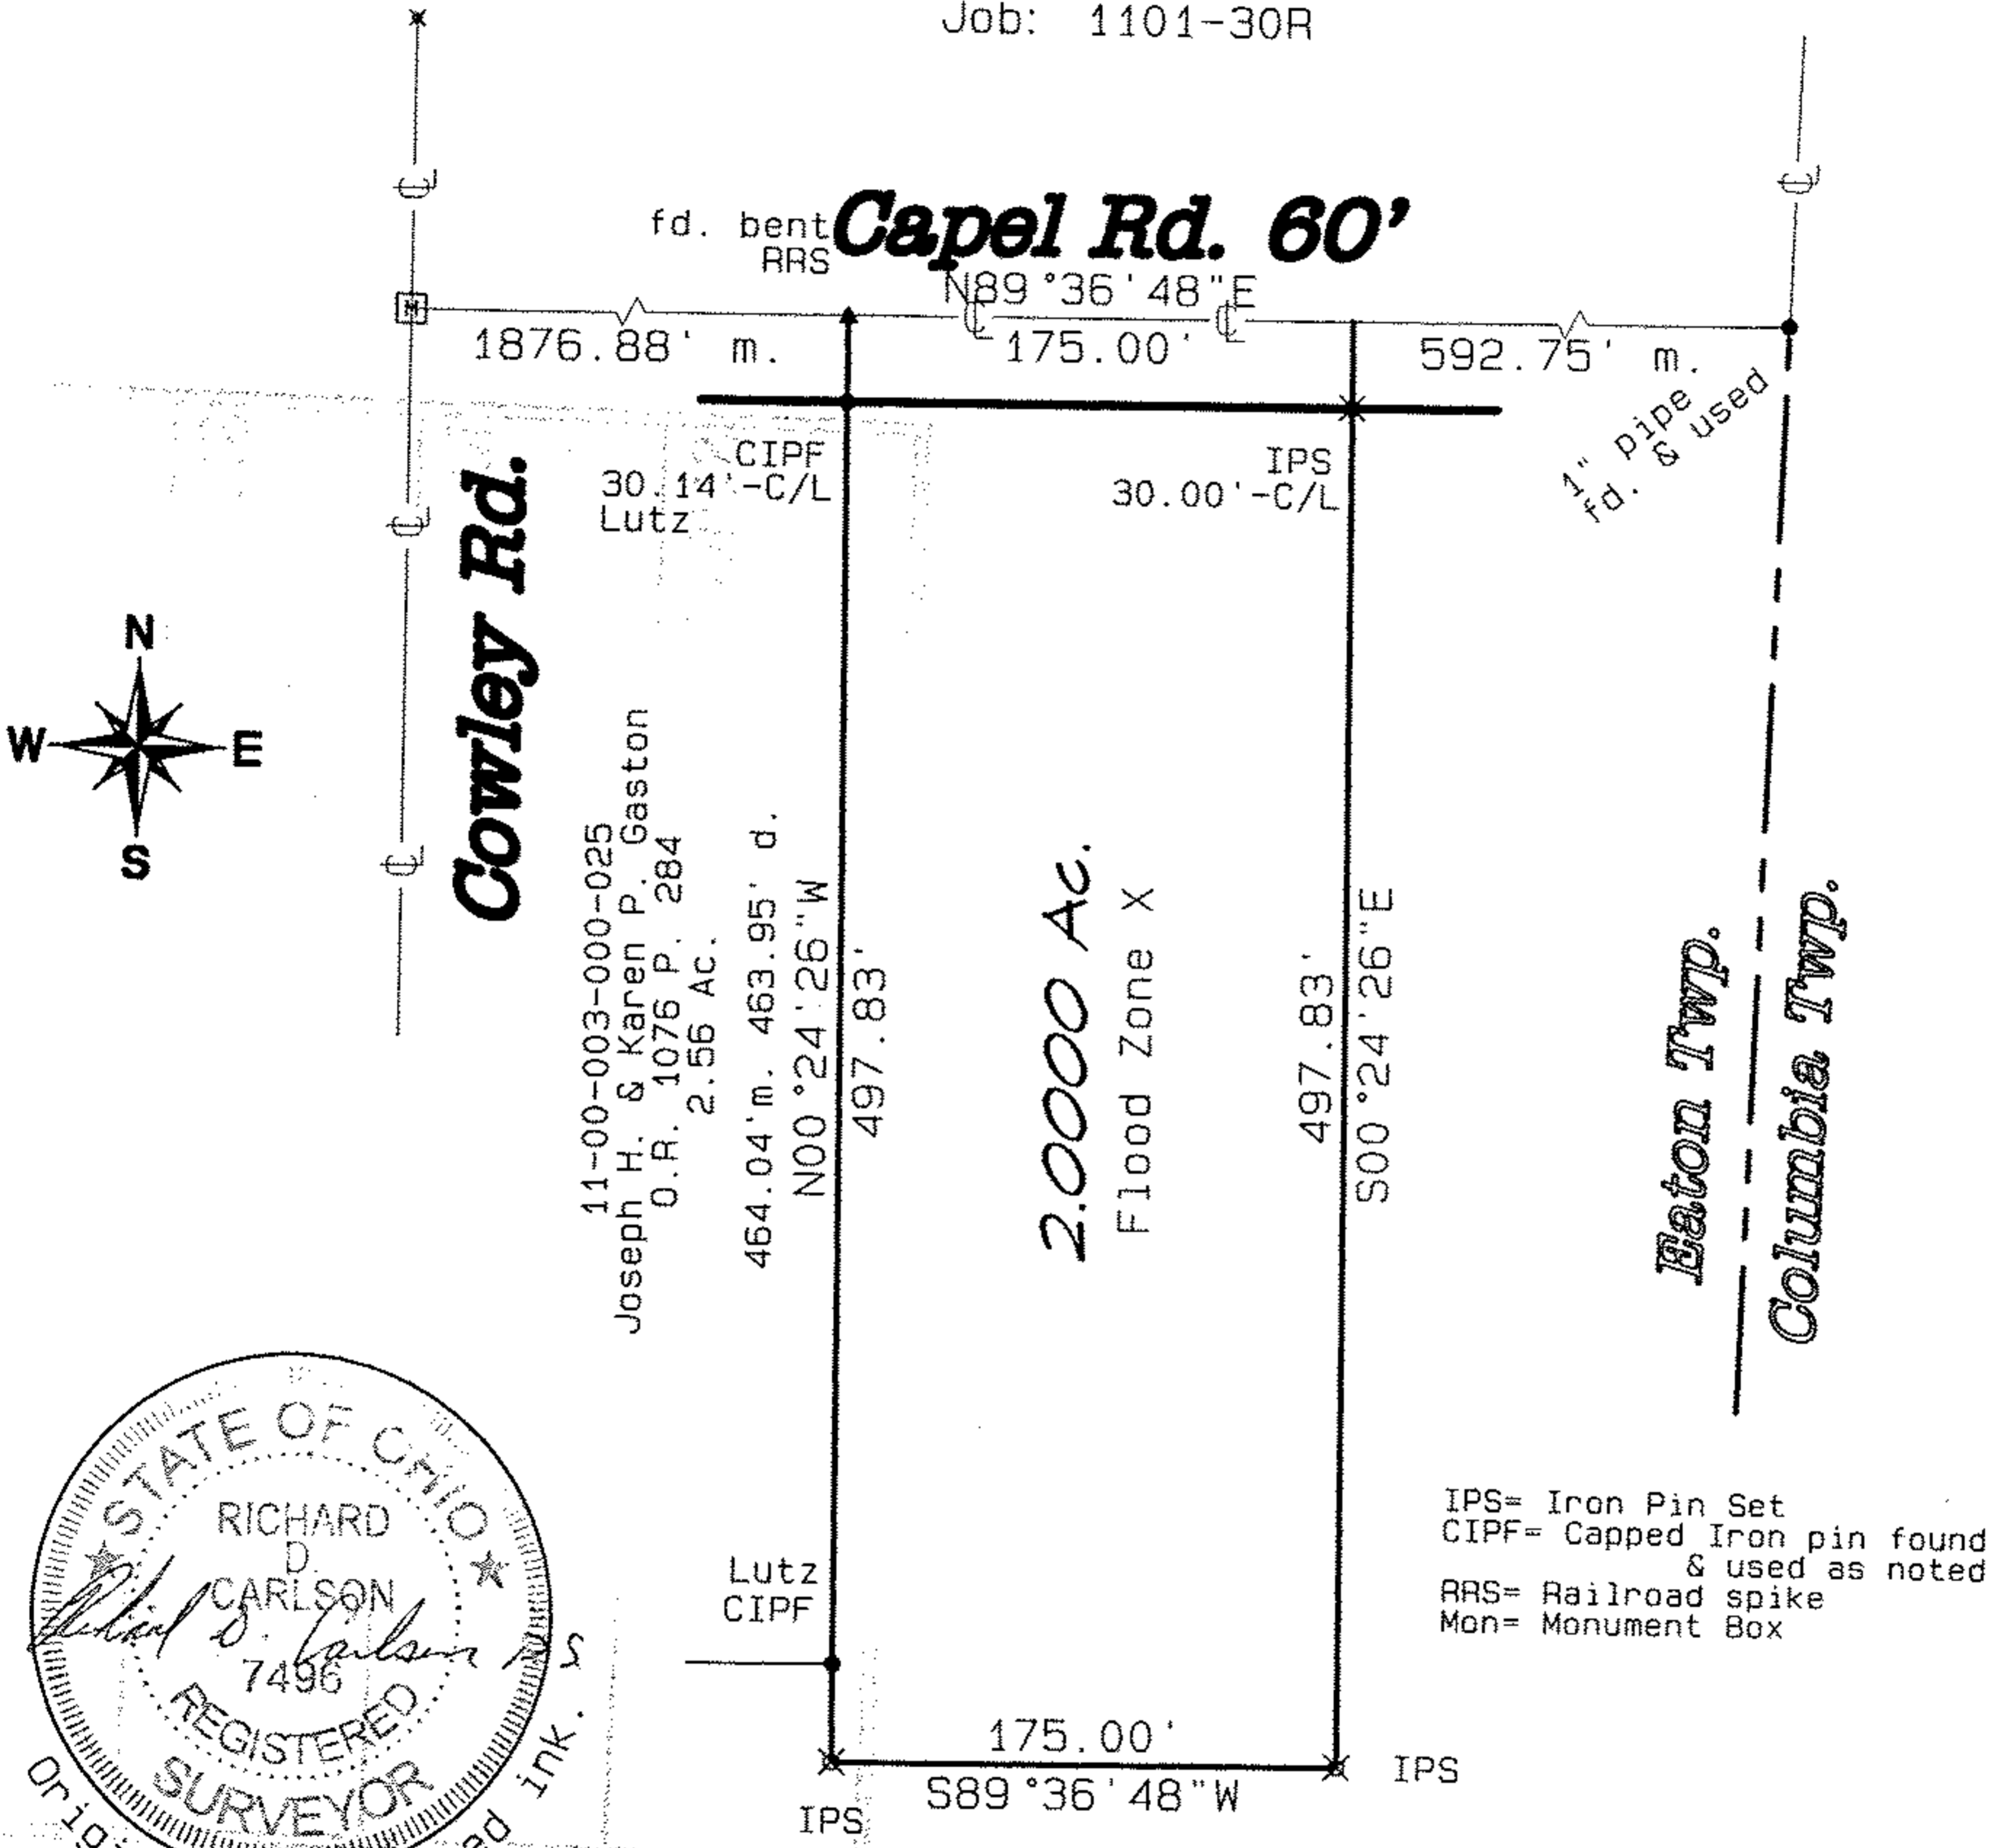 Job: 1101-30R
fd. bent
RRS
Capel Rd. 60'
N89°36'48"E
1876.88' m.
175.00'
592.75' m.
1" pipe
fd. & used
CIPF
30.14'-C/L
Lutz
IPS
30.00'-C/L
Cowley Rd.
N
W
E
S
11-00-003-000-025
Joseph H. & Karen P. Gaston
O.R. 1076 P. 284
2.56 Ac.
464.04'm. 463.95' d.
N00°24'26"W
497.83'
2.0000 Ac.
Flood Zone X
497.83'
S00°24'26"E
Eaton Twp.
Columbia Twp.
IPS= Iron Pin Set
CIPF= Capped Iron pin found
& used as noted
RRS= Railroad spike
Mon= Monument Box
Lutz
CIPF
175.00'
S89°36'48"W
IPS
IPS
STATE OF OHIO
RICHARD
D.
CARLSON
Richard D. Carlson PS
7496
REGISTERED
SURVEYOR
ink.